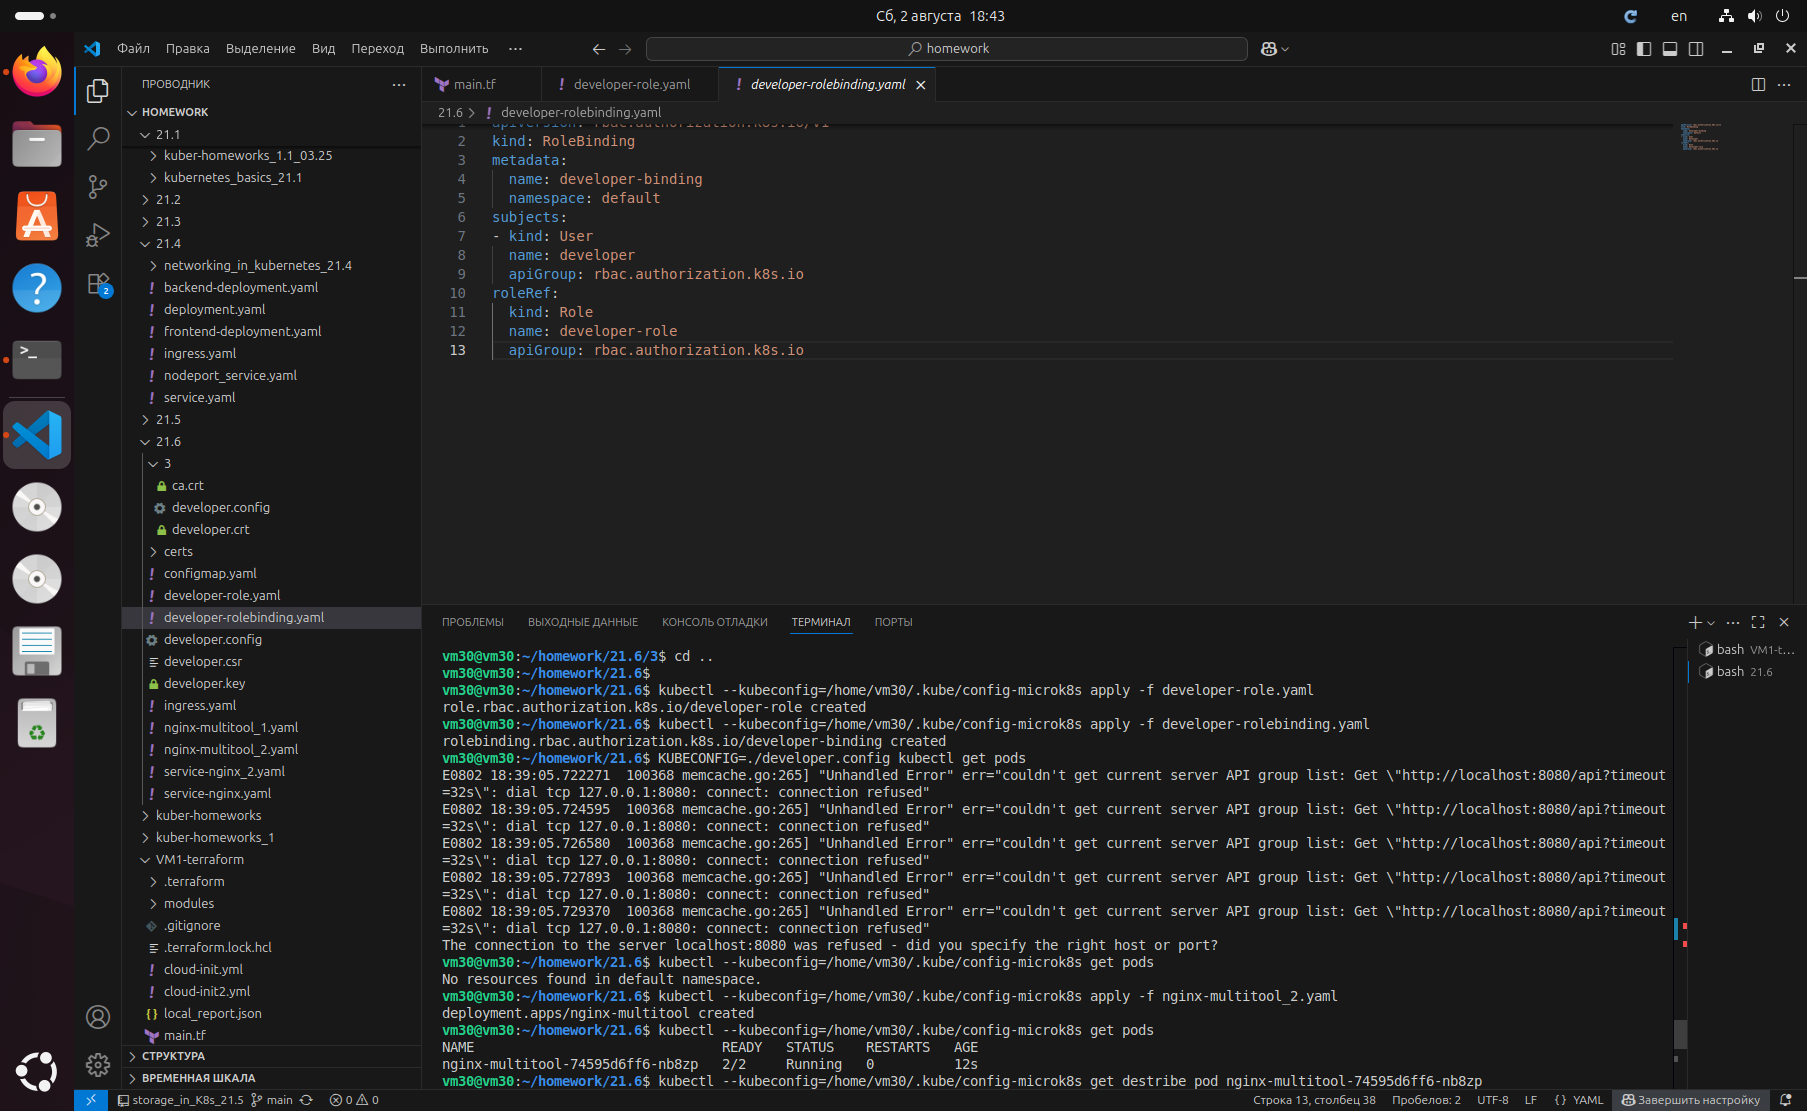 Сб, 2 августа 18:43
en
Файл Правка Выделение Вид Переход Выполнить ···
homework
ПРОВОДНИК
main.tf
! developer-role.yaml
! developer-rolebinding.yaml
HOMEWORK
21.6 > ! developer-rolebinding.yaml
21.1
kuber-homeworks_1.1_03.25
kubernetes_basics_21.1
21.2
21.3
21.4
networking_in_kubernetes_21.4
! backend-deployment.yaml
! deployment.yaml
! frontend-deployment.yaml
! ingress.yaml
! nodeport_service.yaml
! service.yaml
21.5
21.6
3
ca.crt
developer.config
developer.crt
certs
! configmap.yaml
! developer-role.yaml
! developer-rolebinding.yaml
developer.config
developer.csr
developer.key
! ingress.yaml
! nginx-multitool_1.yaml
! nginx-multitool_2.yaml
! service-nginx_2.yaml
! service-nginx.yaml
kuber-homeworks
kuber-homeworks_1
VM1-terraform
.terraform
modules
.gitignore
.terraform.lock.hcl
! cloud-init.yml
! cloud-init2.yml
{} local_report.json
main.tf
СТРУКТУРА
ВРЕМЕННАЯ ШКАЛА
2
1 apiVersion: rbac.authorization.k8s.io/v1
2 kind: RoleBinding
3 metadata:
4 name: developer-binding
5 namespace: default
6 subjects:
7 - kind: User
8 name: developer
9 apiGroup: rbac.authorization.k8s.io
10 roleRef:
11 kind: Role
12 name: developer-role
13 apiGroup: rbac.authorization.k8s.io
ПРОБЛЕМЫ ВЫХОДНЫЕ ДАННЫЕ КОНСОЛЬ ОТЛАДКИ ТЕРМИНАЛ ПОРТЫ
bash VM1-t...
bash 21.6
vm30@vm30:~/homework/21.6/3$ cd ..
vm30@vm30:~/homework/21.6$
vm30@vm30:~/homework/21.6$ kubectl --kubeconfig=/home/vm30/.kube/config-microk8s apply -f developer-role.yaml
role.rbac.authorization.k8s.io/developer-role created
vm30@vm30:~/homework/21.6$ kubectl --kubeconfig=/home/vm30/.kube/config-microk8s apply -f developer-rolebinding.yaml
rolebinding.rbac.authorization.k8s.io/developer-binding created
vm30@vm30:~/homework/21.6$ KUBECONFIG=./developer.config kubectl get pods
E0802 18:39:05.722271 100368 memcache.go:265] "Unhandled Error" err="couldn't get current server API group list: Get \"http://localhost:8080/api?timeout
=32s\": dial tcp 127.0.0.1:8080: connect: connection refused"
E0802 18:39:05.724595 100368 memcache.go:265] "Unhandled Error" err="couldn't get current server API group list: Get \"http://localhost:8080/api?timeout
=32s\": dial tcp 127.0.0.1:8080: connect: connection refused"
E0802 18:39:05.726580 100368 memcache.go:265] "Unhandled Error" err="couldn't get current server API group list: Get \"http://localhost:8080/api?timeout
=32s\": dial tcp 127.0.0.1:8080: connect: connection refused"
E0802 18:39:05.727893 100368 memcache.go:265] "Unhandled Error" err="couldn't get current server API group list: Get \"http://localhost:8080/api?timeout
=32s\": dial tcp 127.0.0.1:8080: connect: connection refused"
E0802 18:39:05.729370 100368 memcache.go:265] "Unhandled Error" err="couldn't get current server API group list: Get \"http://localhost:8080/api?timeout
=32s\": dial tcp 127.0.0.1:8080: connect: connection refused"
The connection to the server localhost:8080 was refused - did you specify the right host or port?
vm30@vm30:~/homework/21.6$ kubectl --kubeconfig=/home/vm30/.kube/config-microk8s get pods
No resources found in default namespace.
vm30@vm30:~/homework/21.6$ kubectl --kubeconfig=/home/vm30/.kube/config-microk8s apply -f nginx-multitool_2.yaml
deployment.apps/nginx-multitool created
vm30@vm30:~/homework/21.6$ kubectl --kubeconfig=/home/vm30/.kube/config-microk8s get pods
NAME READY STATUS RESTARTS AGE
nginx-multitool-74595d6ff6-nb8zp 2/2 Running 0 12s
vm30@vm30:~/homework/21.6$ kubectl --kubeconfig=/home/vm30/.kube/config-microk8s get destribe pod nginx-multitool-74595d6ff6-nb8zp
storage_in_K8s_21.5 main 0 0 Строка 13, столбец 38 Пробелов: 2 UTF-8 LF {} YAML Завершить настройку